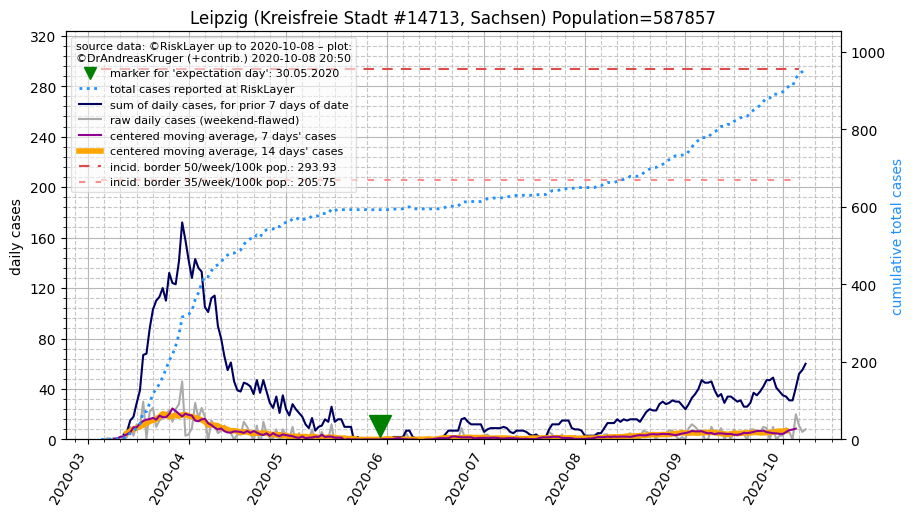 Leipzig (Kreisfreie Stadt #14713, Sachsen) Population=587857
source data: ©RiskLayer up to 2020-10-08 – plot:
©DrAndreasKruger (+contrib.) 2020-10-08 20:50
marker for 'expectation day': 30.05.2020
total cases reported at RiskLayer
sum of daily cases, for prior 7 days of date
raw daily cases (weekend-flawed)
centered moving average, 7 days' cases
centered moving average, 14 days' cases
incid. border 50/week/100k pop.: 293.93
incid. border 35/week/100k pop.: 205.75
daily cases
320
280
240
200
160
120
80
40
0
cumulative total cases
1000
800
600
400
200
0
2020-03
2020-04
2020-05
2020-06
2020-07
2020-08
2020-09
2020-10